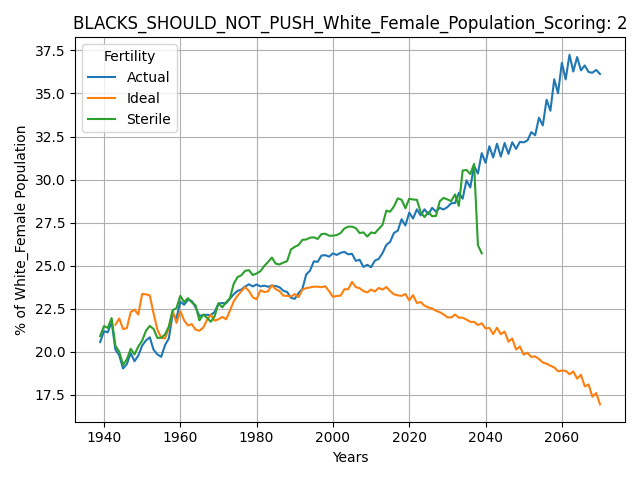 BLACKS_SHOULD_NOT_PUSH_White_Female_Population_Scoring: 2
Fertility
Actual
Ideal
Sterile
% of White_Female Population
37.5
35.0
32.5
30.0
27.5
25.0
22.5
20.0
17.5
1940 1960 1980 2000 2020 2040 2060
Years